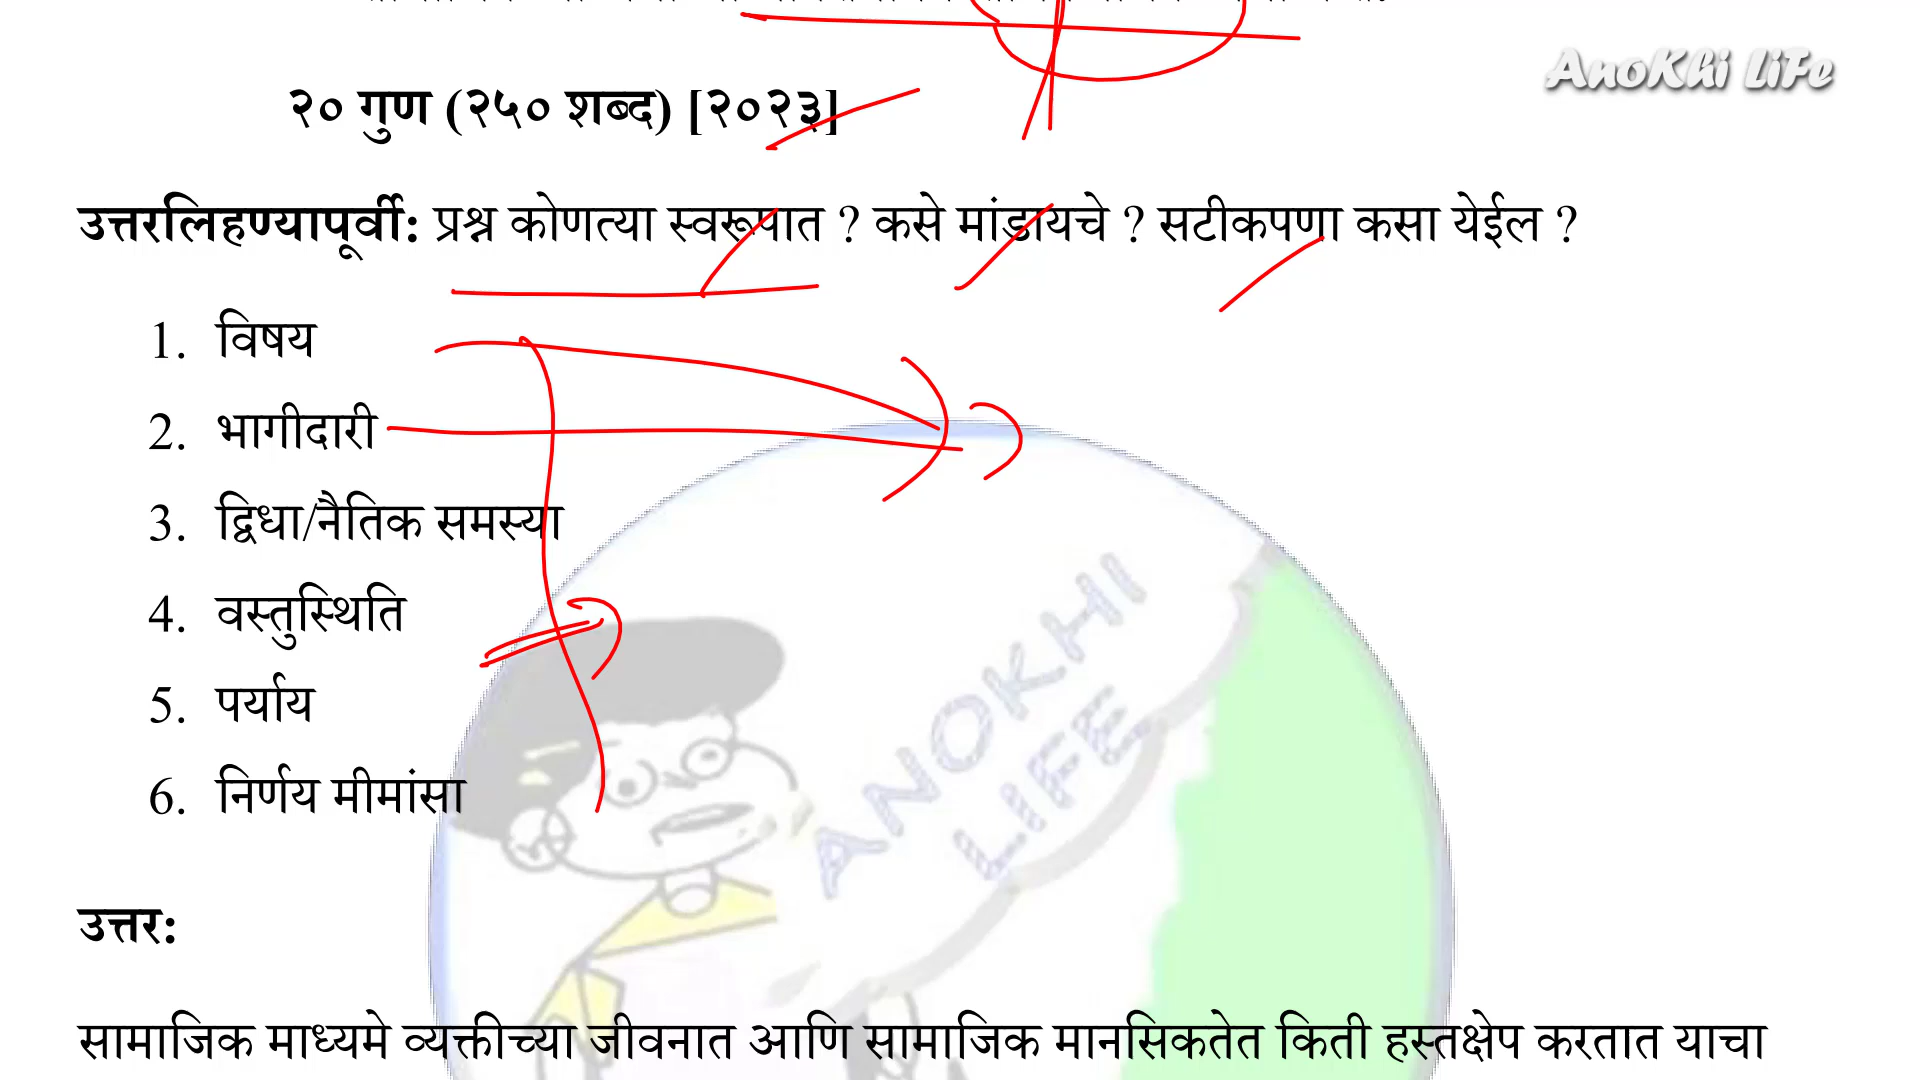 AnoKhi LiFe
२० गुण (२५० शब्द) [२०२३]
उत्तरलिहण्यापूर्वी: प्रश्न कोणत्या स्वरूपात ? कसे मांडायचे ? सटीकपणा कसा येईल ?
1. विषय
2. भागीदारी
3. द्विधा/नैतिक समस्या
4. वस्तुस्थिति
5. पर्याय
6. निर्णय मीमांसा
ANOKHI
LIFE
उत्तर:
सामाजिक माध्यमे व्यक्तीच्या जीवनात आणि सामाजिक मानसिकतेत किती हस्तक्षेप करतात याचा